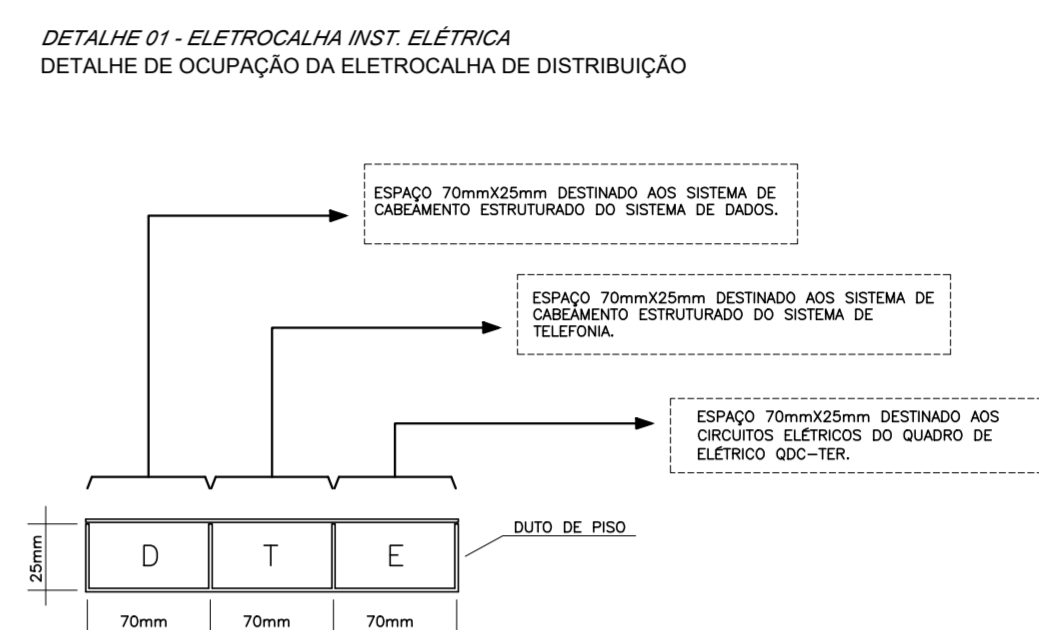 DETALHE 01 - ELETROCALHA INST. ELÉTRICA
DETALHE DE OCUPAÇÃO DA ELETROCALHA DE DISTRIBUIÇÃO
ESPAÇO 70mmX25mm DESTINADO AOS SISTEMA DE
CABEAMENTO ESTRUTURADO DO SISTEMA DE DADOS.
ESPAÇO 70mmX25mm DESTINADO AOS SISTEMA DE
CABEAMENTO ESTRUTURADO DO SISTEMA DE
TELEFONIA.
ESPAÇO 70mmX25mm DESTINADO AOS
CIRCUITOS ELÉTRICOS DO QUADRO DE
ELÉTRICO QDC-TER.
DUTO DE PISO
25mm
D
T
E
70mm
70mm
70mm